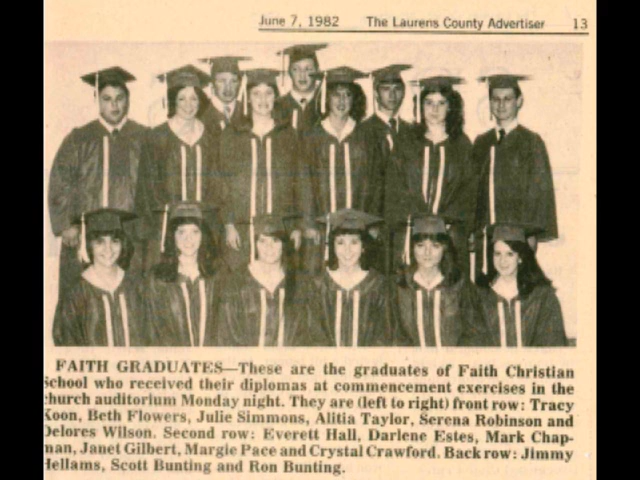 June 7, 1982 The Laurens County Advertiser 13
FAITH GRADUATES—These are the graduates of Faith Christian
School who received their diplomas at commencement exercises in the
church auditorium Monday night. They are (left to right) front row: Tracy
Koon, Beth Flowers, Julie Simmons, Alitia Taylor, Serena Robinson and
Delores Wilson. Second row: Everett Hall, Darlene Estes, Mark Chap-
man, Janet Gilbert, Margie Pace and Crystal Crawford. Back row: Jimmy
Hellams, Scott Bunting and Ron Bunting.